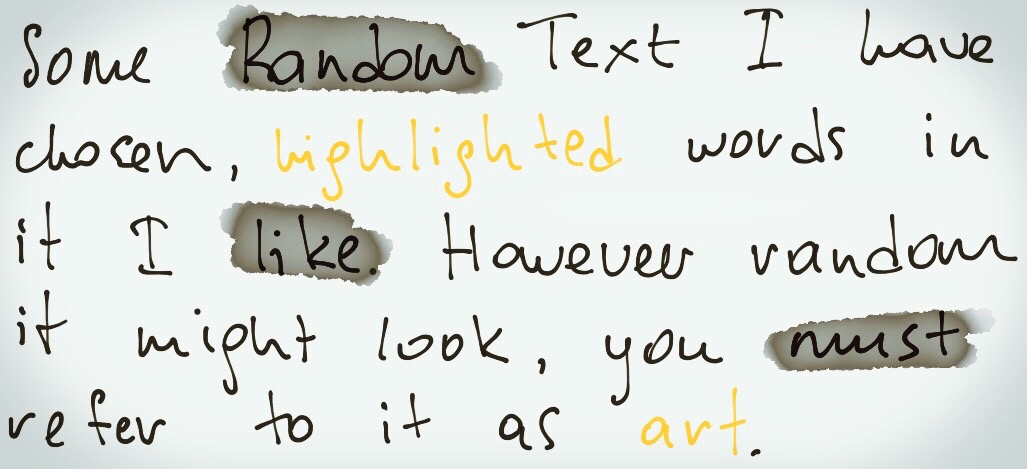 Some Random Text I have
chosen, highlighted words in
it I like. However random
it might look, you must
refer to it as art.